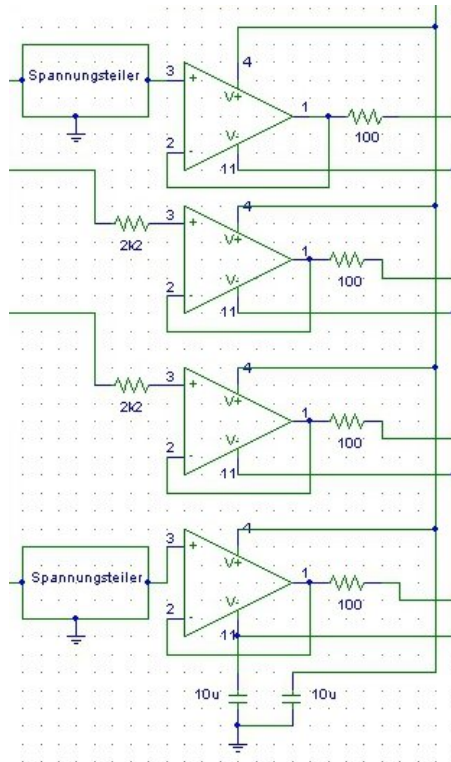 4
Spannungsteiler
3
+
V+
1
2
-
V-
100
11
4
3
+
V+
1
2k2
2
-
V-
100
11
4
3
+
V+
1
2k2
2
-
V-
100
11
4
3
+
V+
Spannungsteiler
1
2
-
V-
100
11
10u
10u